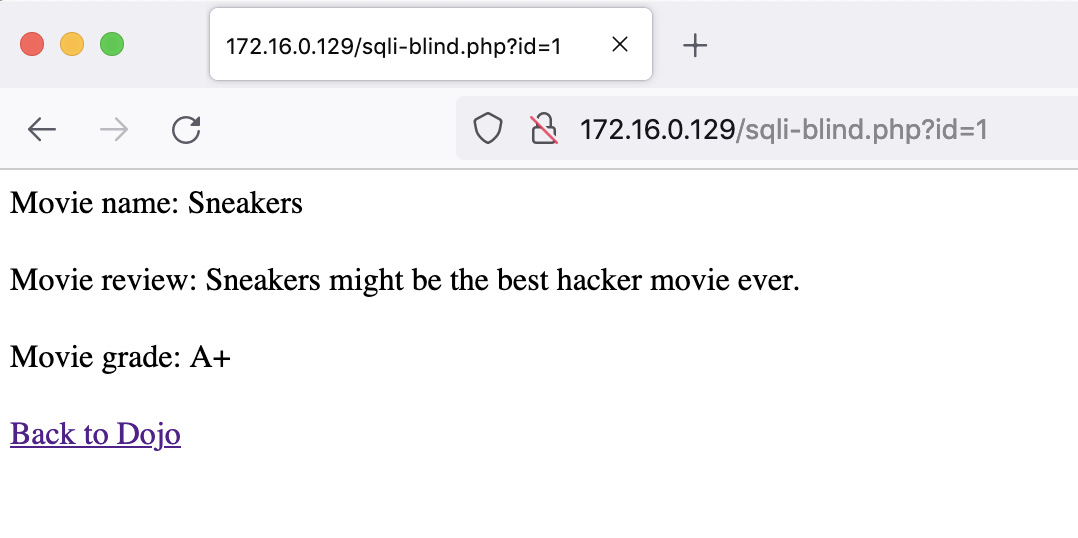 172.16.0.129/sqli-blind.php?id=1
172.16.0.129/sqli-blind.php?id=1
Movie name: Sneakers
Movie review: Sneakers might be the best hacker movie ever.
Movie grade: A+
Back to Dojo